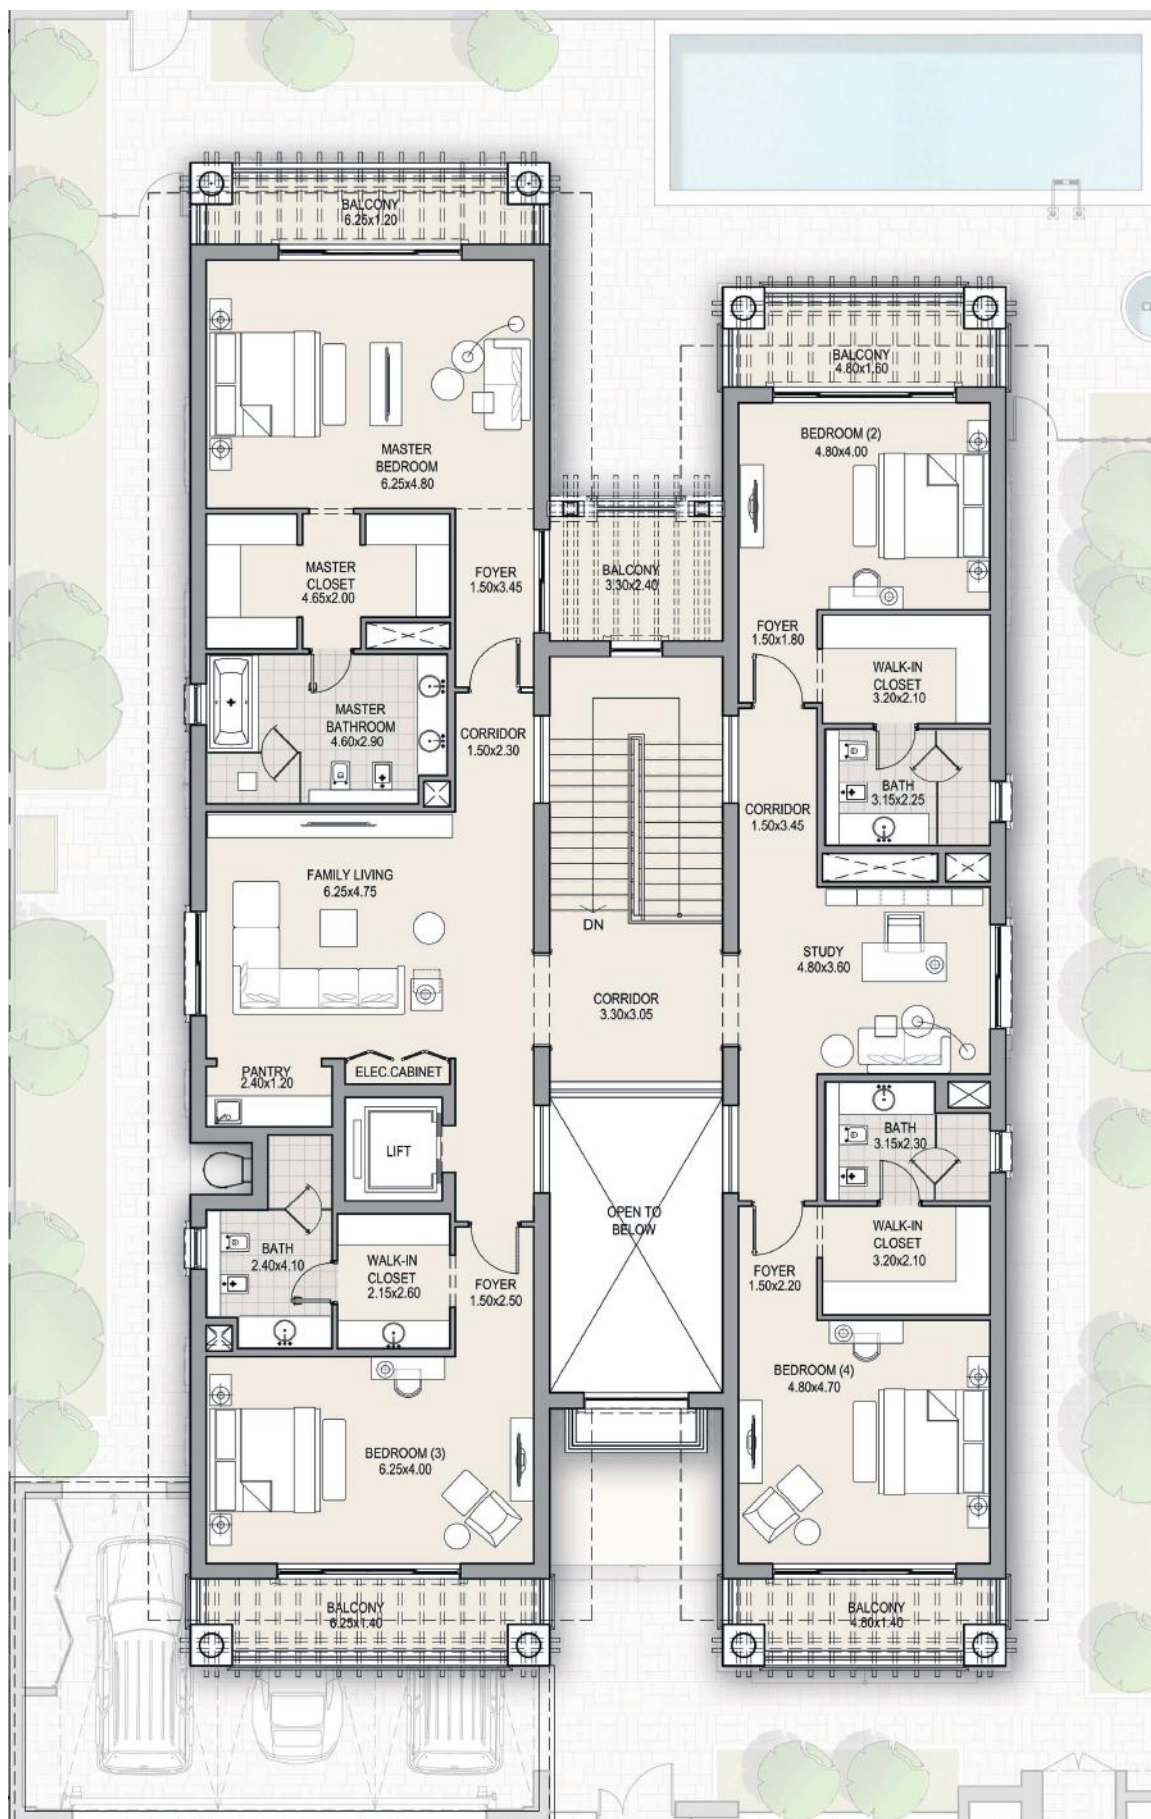 BALCONY
6.25x1.20
BALCONY
4.80x1.60
BEDROOM (2)
4.80x4.00
MASTER
BEDROOM
6.25x4.80
MASTER
CLOSET
4.65x2.00
FOYER
1.50x3.45
BALCONY
3.30x2.40
FOYER
1.50x1.80
WALK-IN
CLOSET
3.20x2.10
MASTER
BATHROOM
4.60x2.90
CORRIDOR
1.50x2.30
BATH
3.15x2.25
CORRIDOR
1.50x3.45
FAMILY LIVING
6.25x4.75
DN
STUDY
4.80x3.60
CORRIDOR
3.30x3.05
PANTRY
2.40x1.20
ELEC.CABINET
LIFT
BATH
3.15x2.30
OPEN TO
BELOW
WALK-IN
CLOSET
3.20x2.10
BATH
2.40x4.10
WALK-IN
CLOSET
2.15x2.60
FOYER
1.50x2.50
FOYER
1.50x2.20
BEDROOM (4)
4.80x4.70
BEDROOM (3)
6.25x4.00
BALCONY
6.25x1.40
BALCONY
4.80x1.40